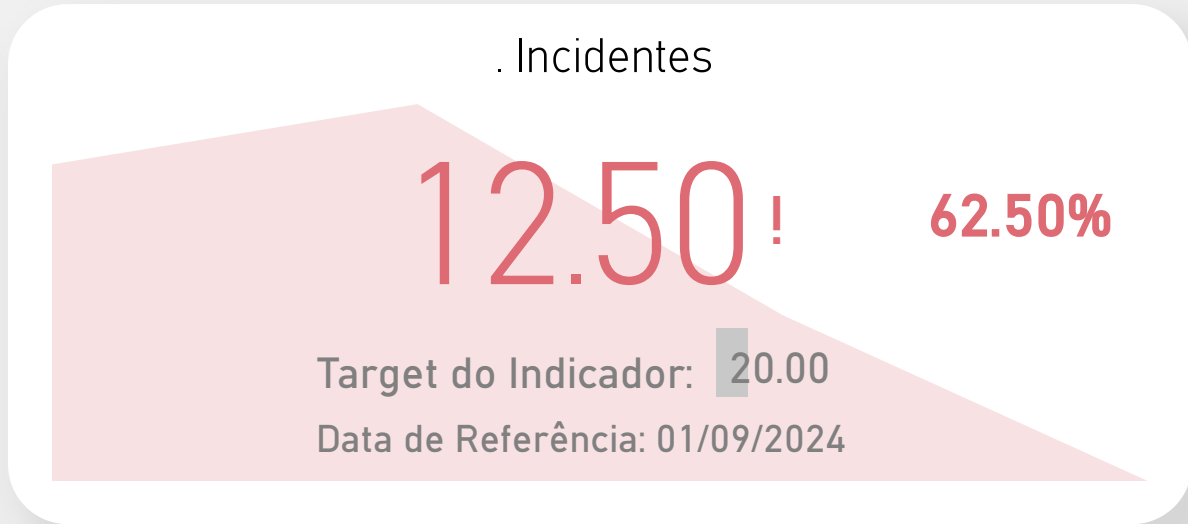 . Incidentes
12.50 ! 62.50%
Target do Indicador: 20.00
Data de Referência: 01/09/2024